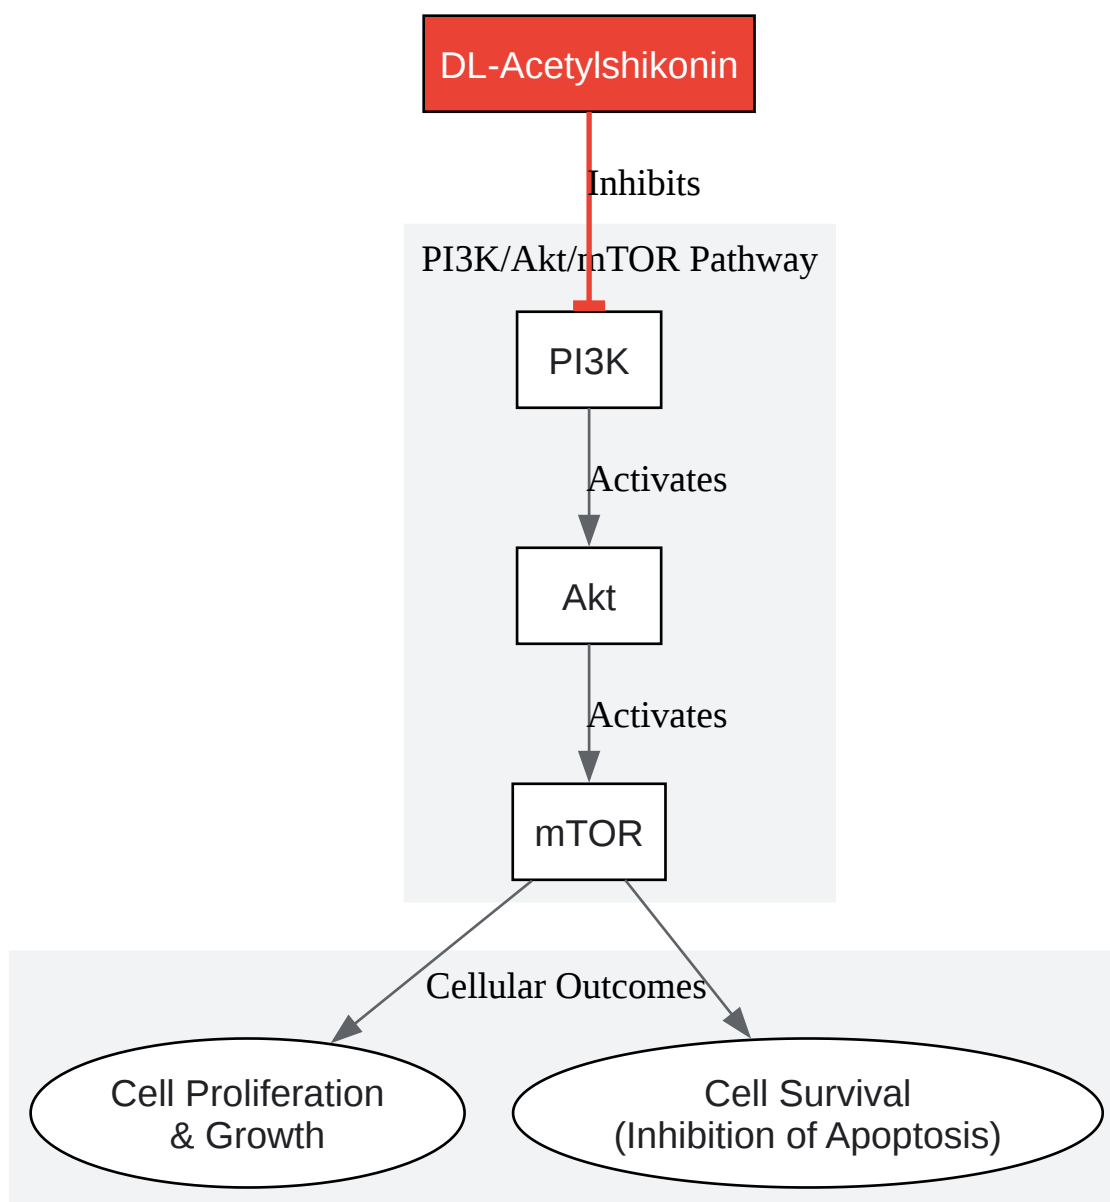 DL-Acetylshikonin
Inhibits
PI3K/Akt/mTOR Pathway
PI3K
Activates
Akt
Activates
mTOR
Cellular Outcomes
Cell Proliferation
& Growth
Cell Survival
(Inhibition of Apoptosis)